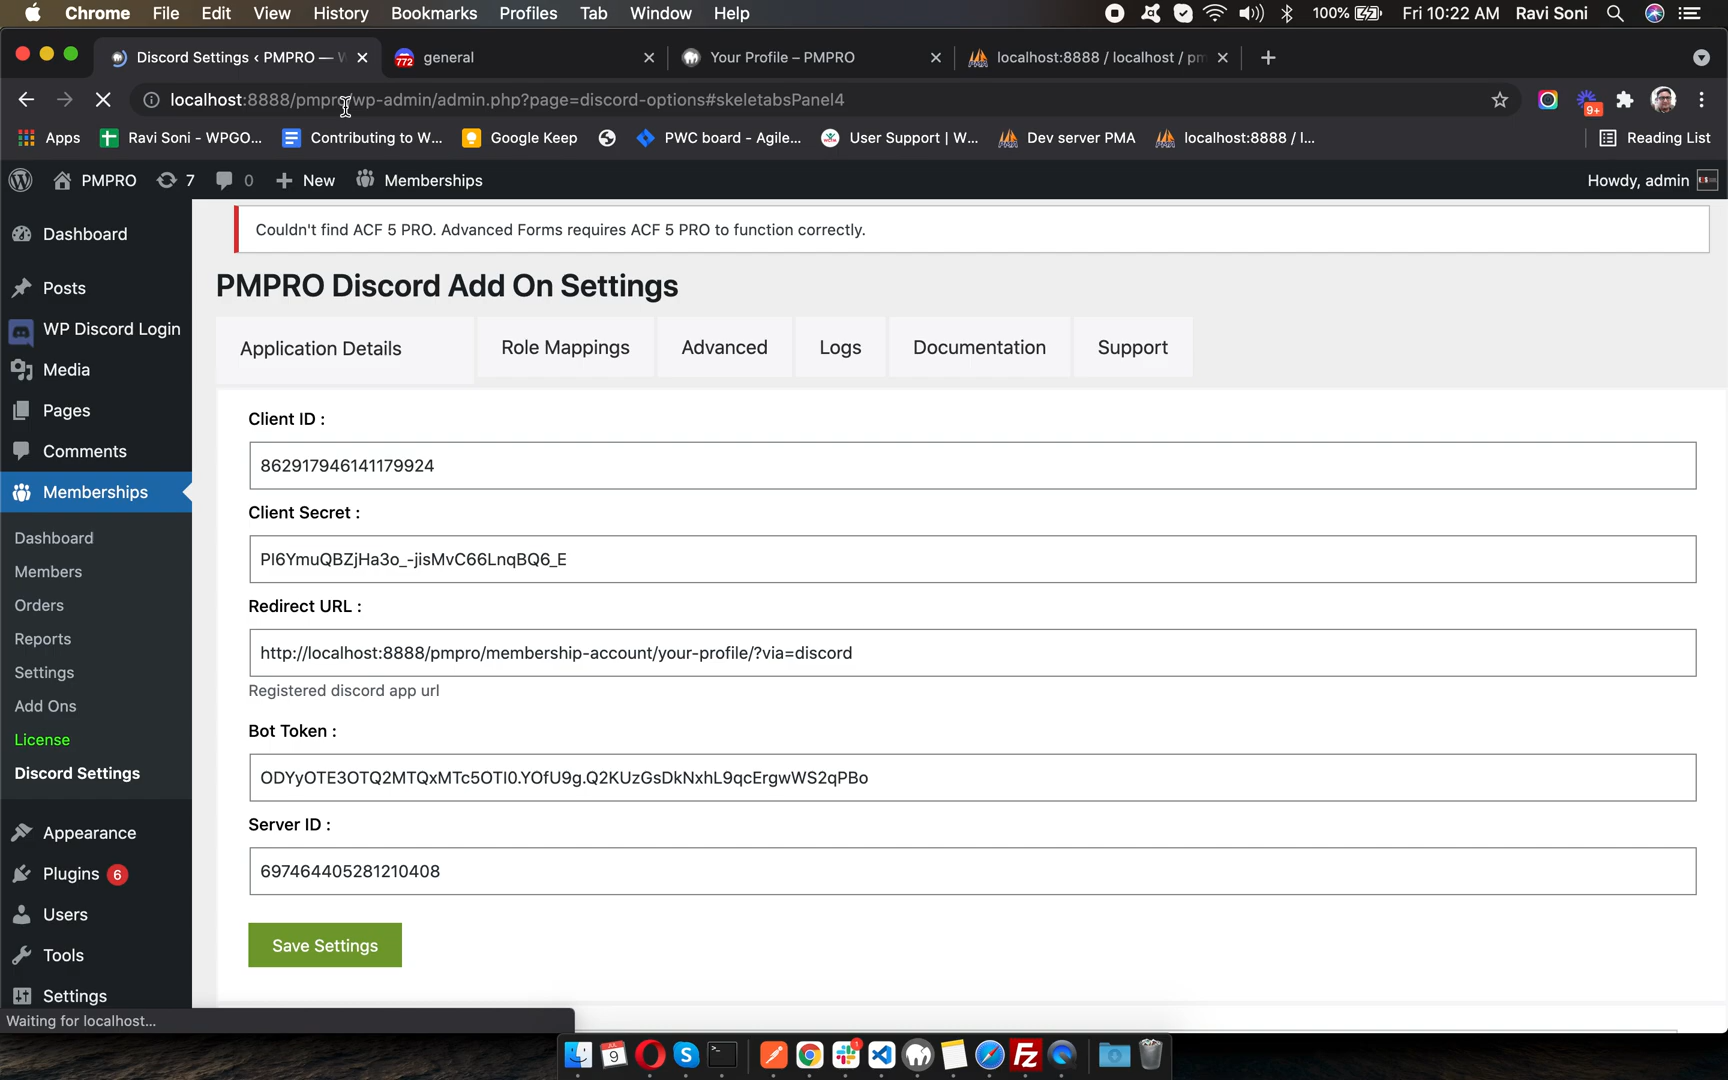 Chrome File Edit View History Bookmarks Profiles Tab Window Help 100% Fri 10:22 AM Ravi Soni
Discord Settings ‹ PMPRO — W general Your Profile – PMPRO localhost:8888 / localhost / pm
localhost:8888/pmpro/wp-admin/admin.php?page=discord-options#skeletabsPanel4
Apps Ravi Soni - WPGO... Contributing to W... Google Keep PWC board - Agile... User Support | W... Dev server PMA localhost:8888 / l... Reading List
PMPRO 7 0 New Memberships Howdy, admin
Dashboard
Posts
WP Discord Login
Media
Pages
Comments
Memberships
Dashboard
Members
Orders
Reports
Settings
Add Ons
License
Discord Settings
Appearance
Plugins 6
Users
Tools
Settings
Couldn't find ACF 5 PRO. Advanced Forms requires ACF 5 PRO to function correctly.
PMPRO Discord Add On Settings
Application Details Role Mappings Advanced Logs Documentation Support
Client ID :
862917946141179924
Client Secret :
PI6YmuQBZjHa3o_-jisMvC66LnqBQ6_E
Redirect URL :
http://localhost:8888/pmpro/membership-account/your-profile/?via=discord
Registered discord app url
Bot Token :
ODYyOTE3OTQ2MTQxMTc5OTI0.YOfU9g.Q2KUzGsDkNxhL9qcErgwWS2qPBo
Server ID :
697464405281210408
Save Settings
Waiting for localhost...